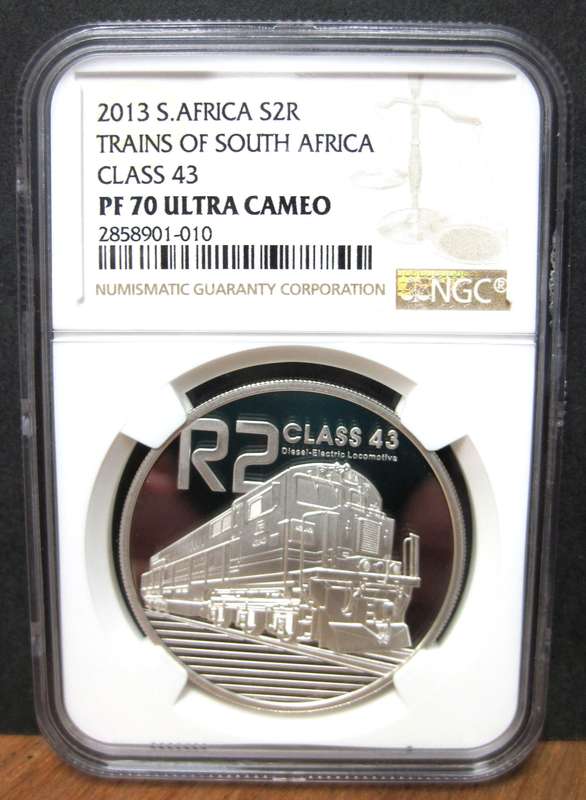 2013 S.AFRICA S2R
TRAINS OF SOUTH AFRICA
CLASS 43
PF 70 ULTRA CAMEO
2858901-010
NUMISMATIC GUARANTY CORPORATION
NGC®
R2 CLASS 43
Diesel-Electric Locomotive